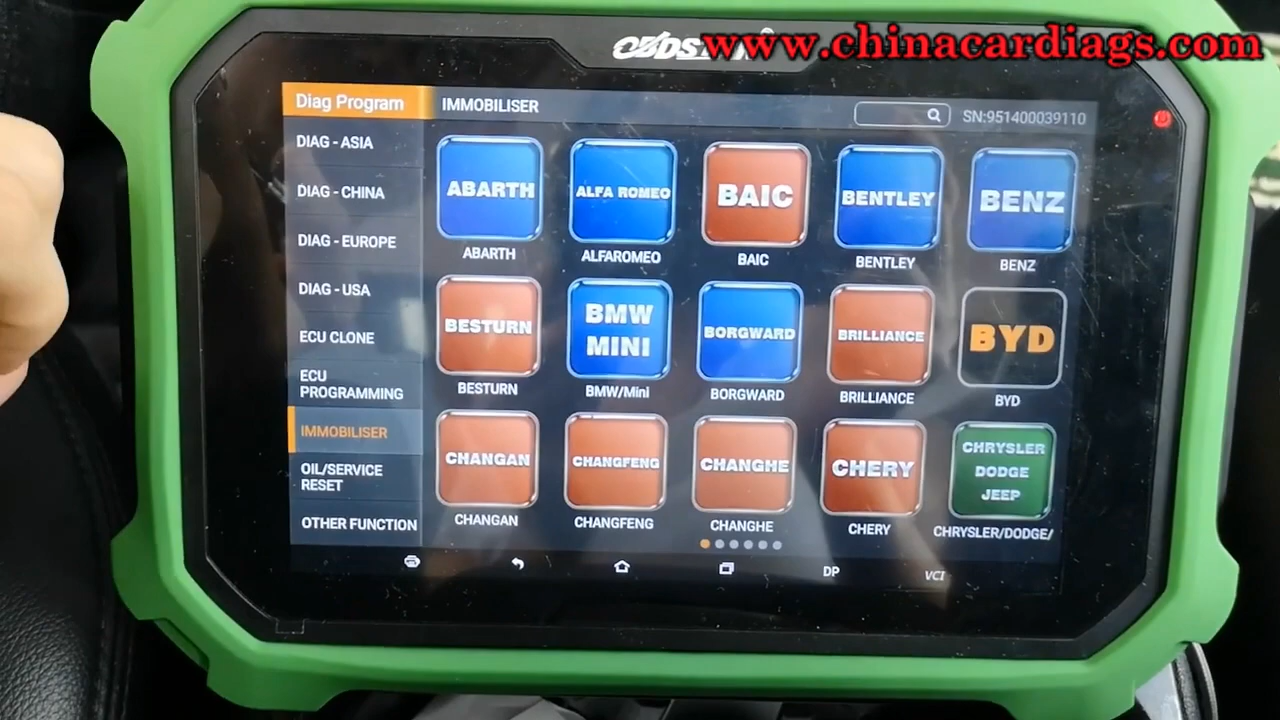 www.chinacardiags.com
OBDSTAR
Diag Program
IMMOBILISER
SN:951400039110
DIAG - ASIA
DIAG - CHINA
DIAG - EUROPE
DIAG - USA
ECU CLONE
ECU
PROGRAMMING
IMMOBILISER
OIL/SERVICE
RESET
OTHER FUNCTION
ABARTH
ABARTH
ALFA ROMEO
ALFAROMEO
BAIC
BAIC
BENTLEY
BENTLEY
BENZ
BENZ
BESTURN
BESTURN
BMW
MINI
BMW/Mini
BORGWARD
BORGWARD
BRILLIANCE
BRILLIANCE
BYD
BYD
CHANGAN
CHANGAN
CHANGFENG
CHANGFENG
CHANGHE
CHANGHE
CHERY
CHERY
CHRYSLER
DODGE
JEEP
CHRYSLER/DODGE/
DP
VCI